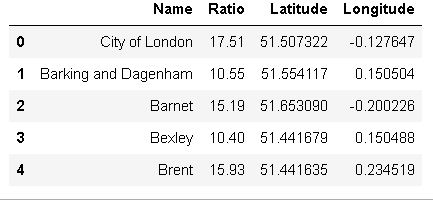 Name Ratio Latitude Longitude
0 City of London 17.51 51.507322 -0.127647
1 Barking and Dagenham 10.55 51.554117 0.150504
2 Barnet 15.19 51.653090 -0.200226
3 Bexley 10.40 51.441679 0.150488
4 Brent 15.93 51.441635 0.234519